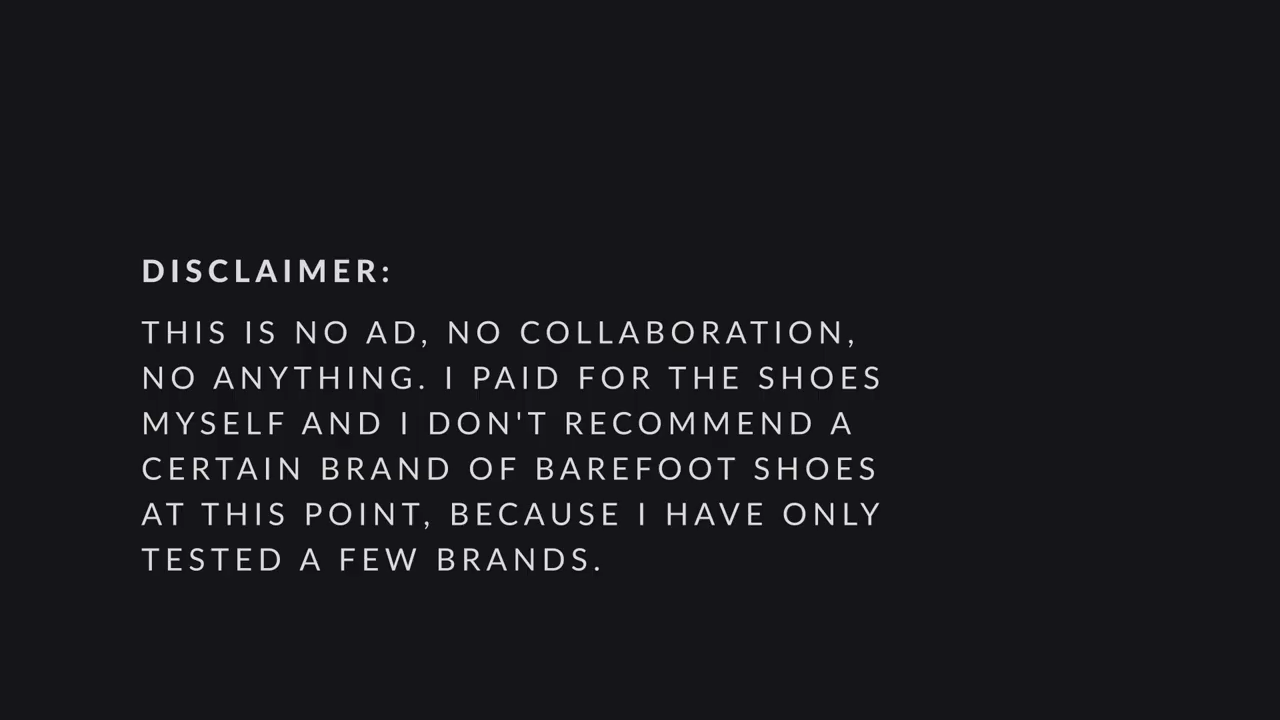 DISCLAIMER:
THIS IS NO AD, NO COLLABORATION,
NO ANYTHING. I PAID FOR THE SHOES
MYSELF AND I DON'T RECOMMEND A
CERTAIN BRAND OF BAREFOOT SHOES
AT THIS POINT, BECAUSE I HAVE ONLY
TESTED A FEW BRANDS.